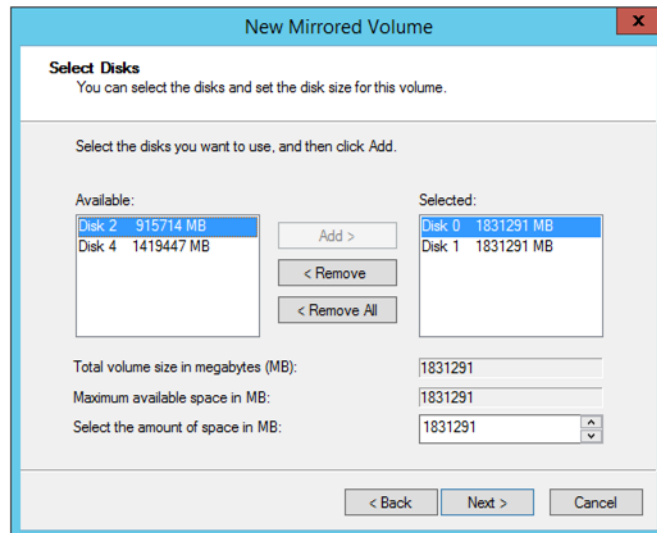 New Mirrored Volume
x
Select Disks
You can select the disks and set the disk size for this volume.
Select the disks you want to use, and then click Add.
Available:
Disk 2 915714 MB
Disk 4 1419447 MB
Add >
< Remove
< Remove All
Selected:
Disk 0 1831291 MB
Disk 1 1831291 MB
Total volume size in megabytes (MB): 1831291
Maximum available space in MB: 1831291
Select the amount of space in MB: 1831291
< Back Next > Cancel